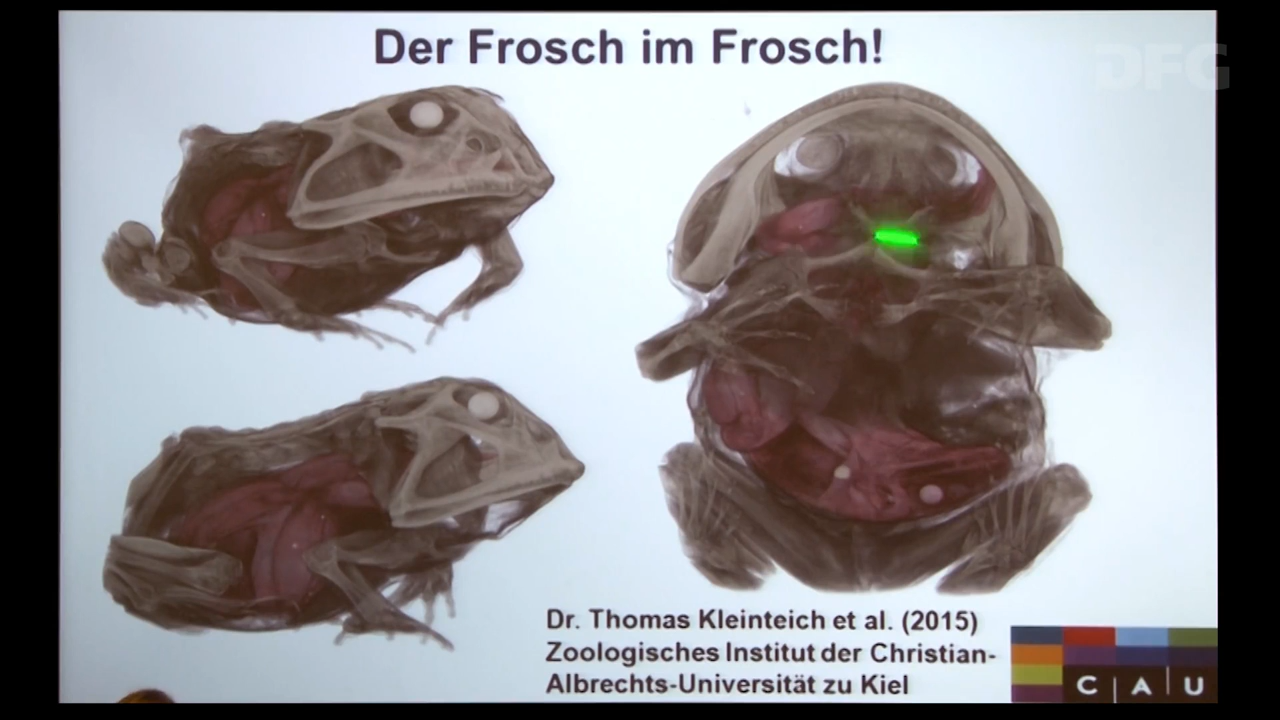 Der Frosch im Frosch!
DFG
Dr. Thomas Kleinteich et al. (2015)
Zoologisches Institut der Christian-
Albrechts-Universität zu Kiel
C | A | U